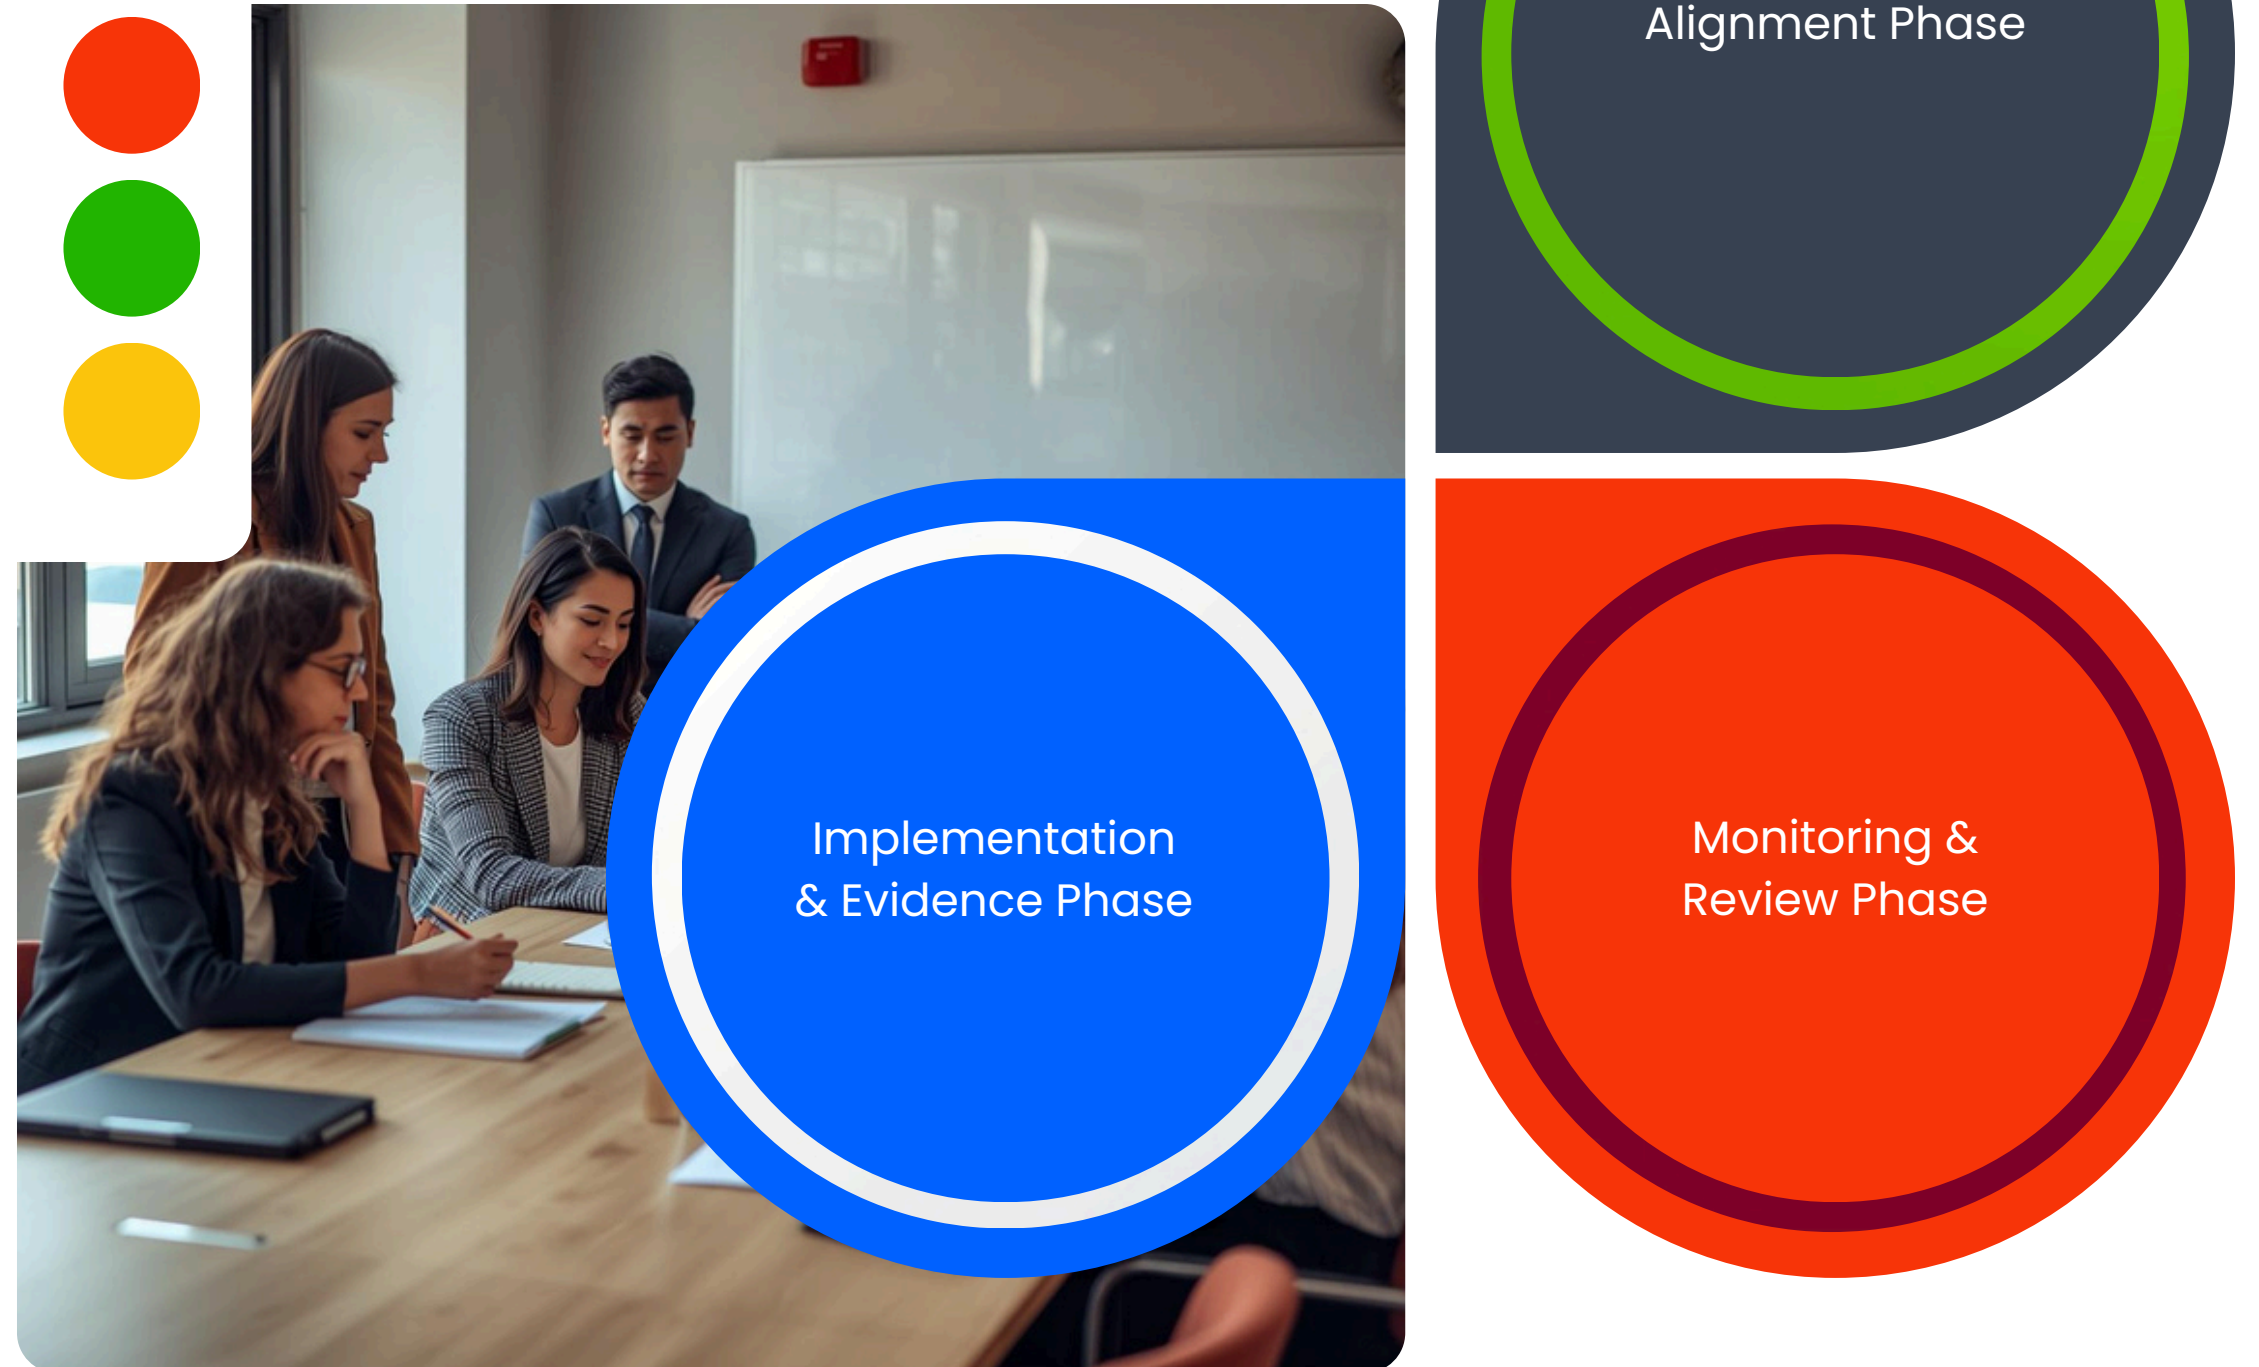 Alignment Phase
Implementation
& Evidence Phase
Monitoring &
Review Phase